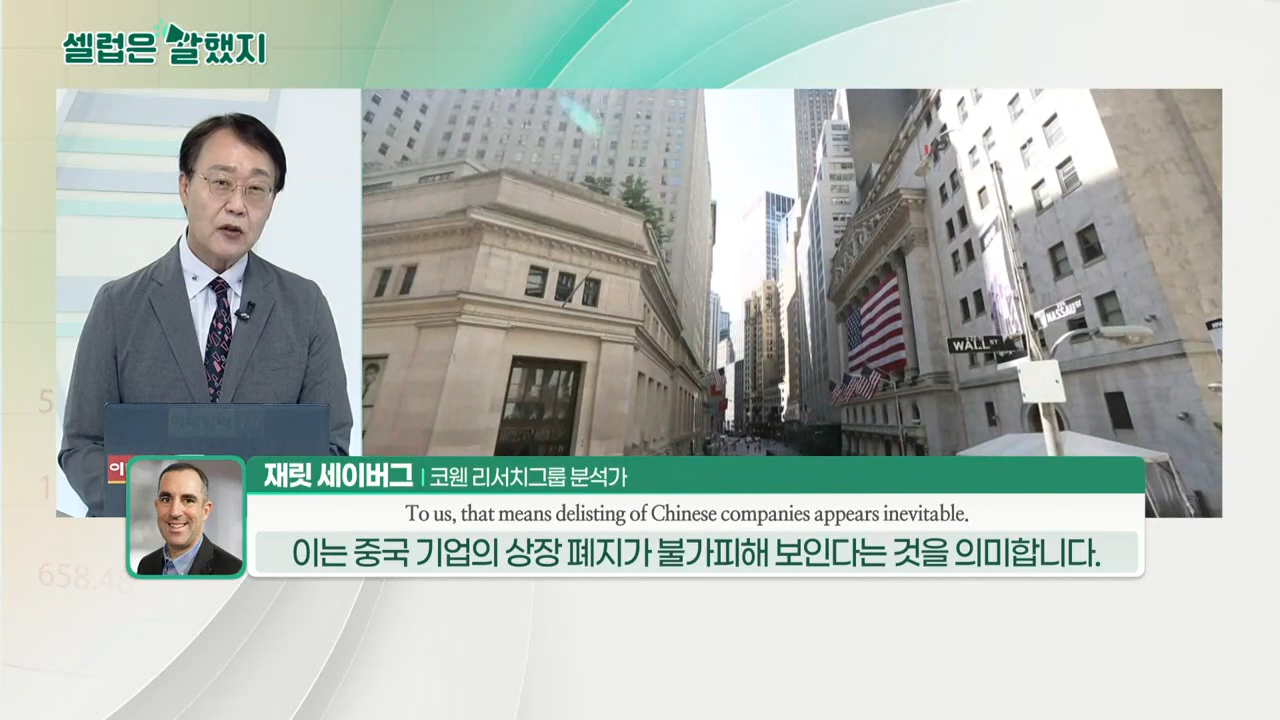 셀럽은 말했지
WALL ST
NASSAU ST
재릿 세이버그 | 코웬 리서치그룹 분석가
To us, that means delisting of Chinese companies appears inevitable.
이는 중국 기업의 상장 폐지가 불가피해 보인다는 것을 의미합니다.